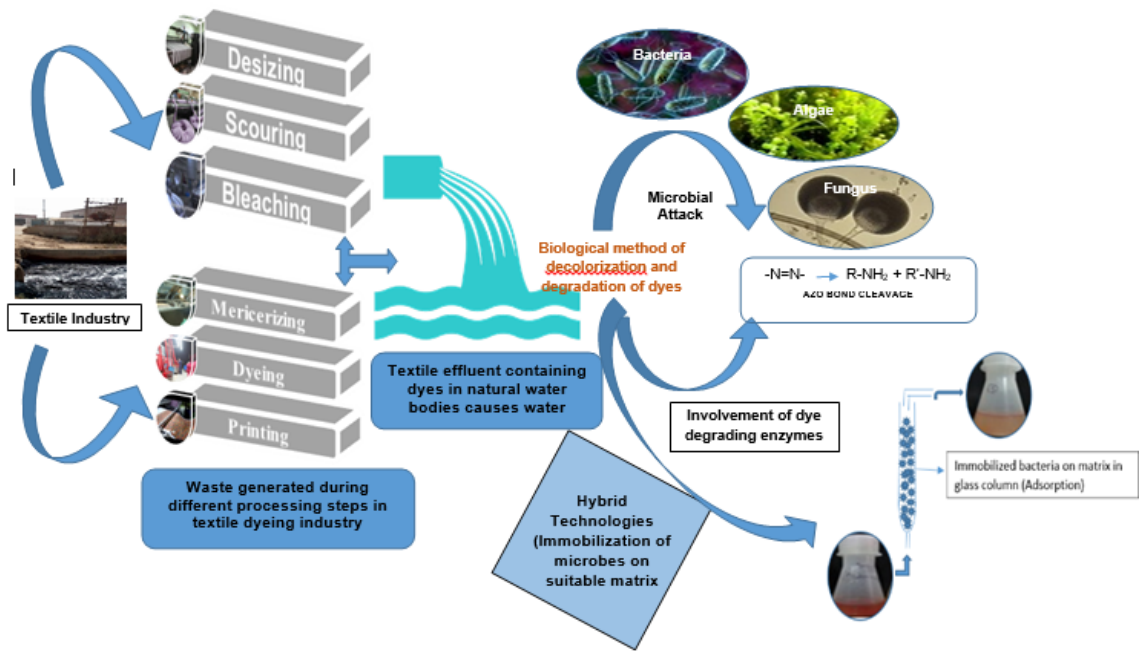 Desizing
Scouring
Bleaching
Textile Industry
Mericerizing
Dyeing
Printing
Waste generated during
different processing steps in
textile dyeing industry
Textile effluent containing
dyes in natural water
bodies causes water
Biological method of
decolorization and
degradation of dyes
Bacteria
Algae
Fungus
Microbial
Attack
-N=N- → R-NH₂ + R'-NH₂
AZO BOND CLEAVAGE
Involvement of dye
degrading enzymes
Hybrid
Technologies
(Immobilization of
microbes on
suitable matrix
Immobilized bacteria on matrix in
glass column (Adsorption)